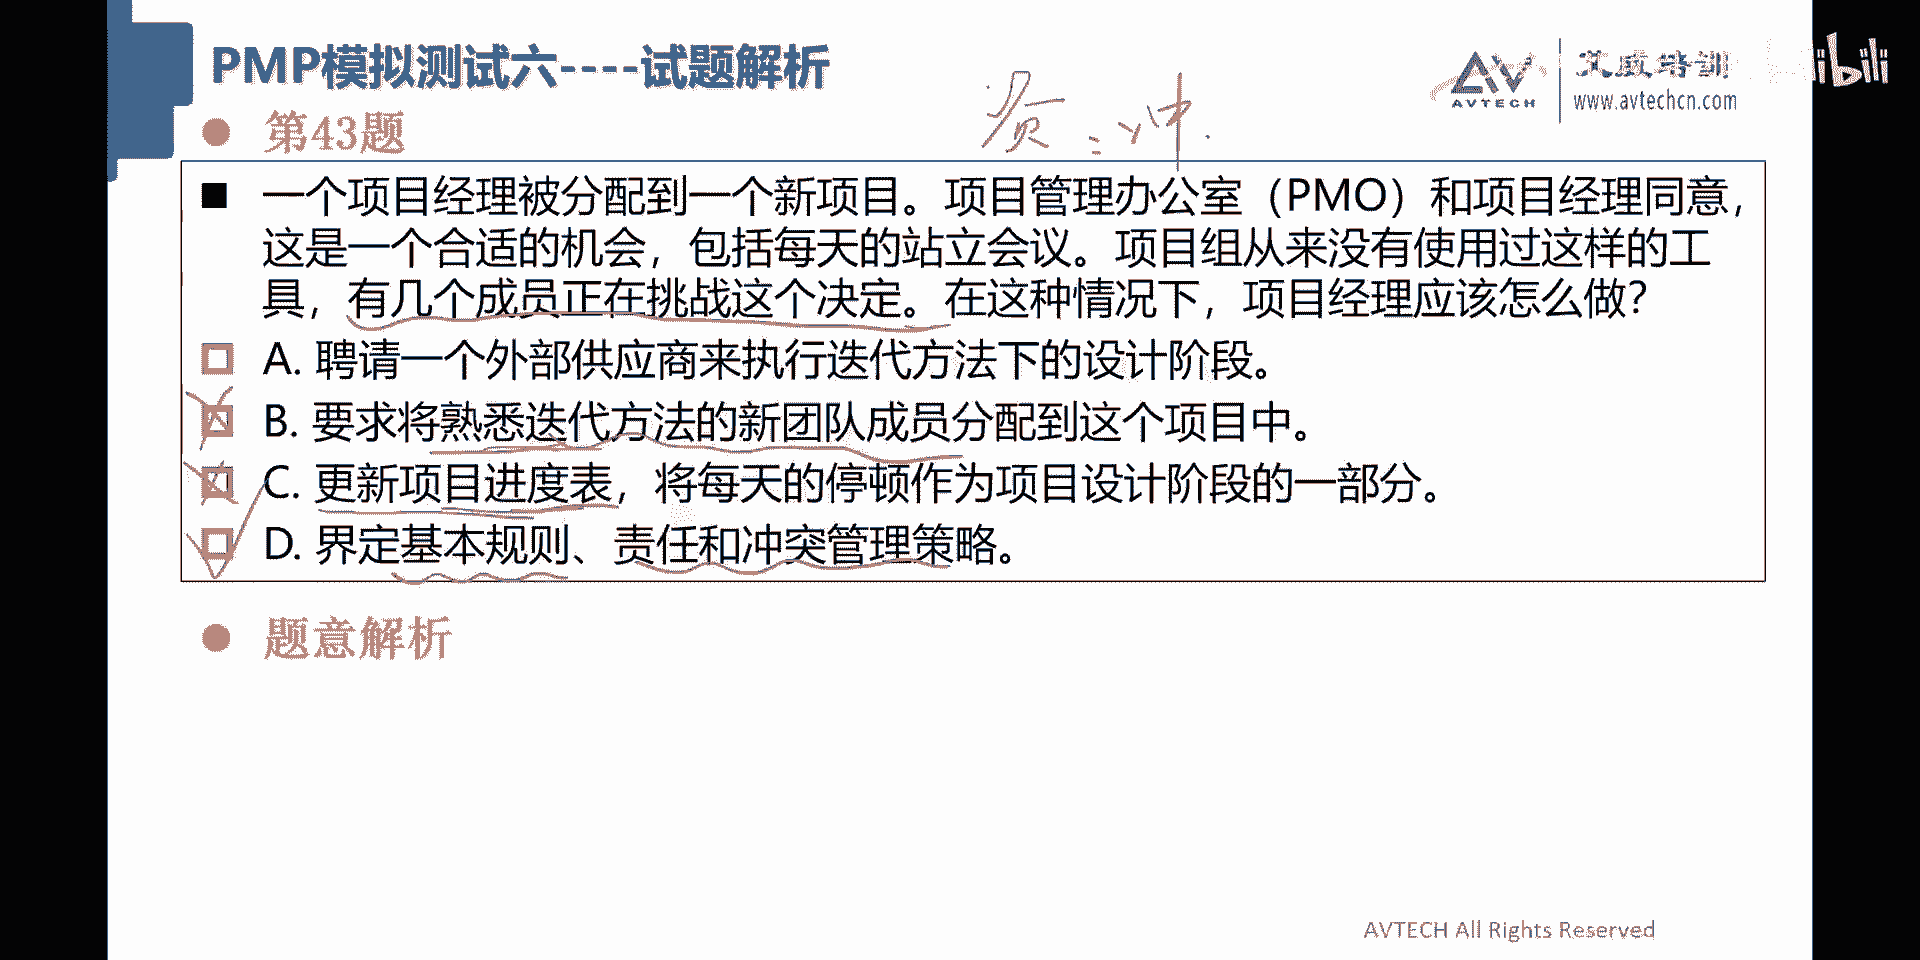 PMP模拟测试六----试题解析
AVTECH
艾威培训
www.avtechcn.com
bili
第43题
一个项目经理被分配到一个新项目。项目管理办公室（PMO）和项目经理同意，
这是一个合适的机会，包括每天的站立会议。项目组从来没有使用过这样的工
具，有几个成员正在挑战这个决定。在这种情况下，项目经理应该怎么做？
A. 聘请一个外部供应商来执行迭代方法下的设计阶段。
B. 要求将熟悉迭代方法的新团队成员分配到这个项目中。
C. 更新项目进度表，将每天的停顿作为项目设计阶段的一部分。
D. 界定基本规则、责任和冲突管理策略。
题意解析
AVTECH All Rights Reserved